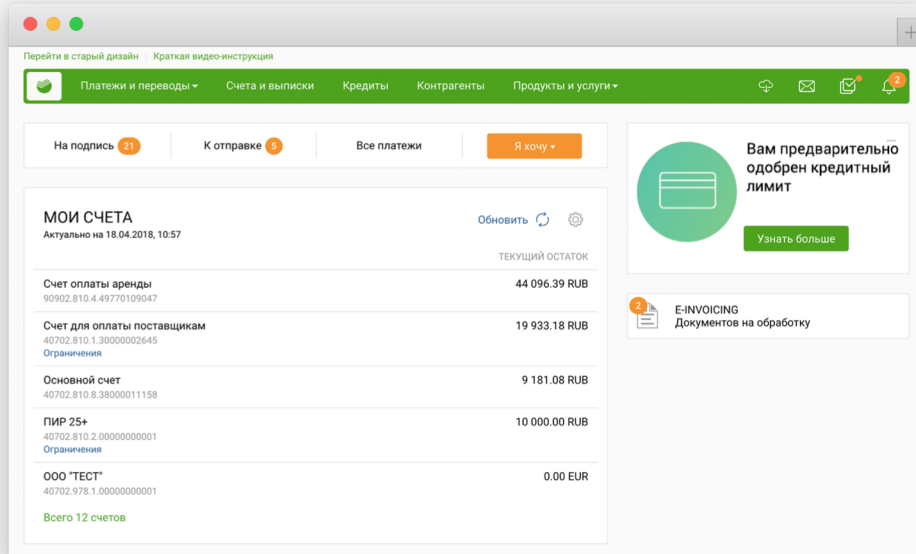 Перейти в старый дизайн Краткая видео-инструкция
Платежи и переводы Счета и выписки Кредиты Контрагенты Продукты и услуги 2
На подпись 21 К отправке 5 Все платежи Я хочу
Вам предварительно
одобрен кредитный
лимит
Узнать больше
МОИ СЧЕТА
Актуально на 18.04.2018, 10:57
Обновить
ТЕКУЩИЙ ОСТАТОК
Счет оплаты аренды 44 096.39 RUB
90902.810.4.49770109047
Счет для оплаты поставщикам 19 933.18 RUB
40702.810.1.30000002645
Ограничения
Основной счет 9 181.08 RUB
40702.810.8.38000011158
ПИР 25+ 10 000.00 RUB
40702.810.2.00000000001
Ограничения
ООО "ТЕСТ" 0.00 EUR
40702.978.1.00000000001
Всего 12 счетов
2
E-INVOICING
Документов на обработку